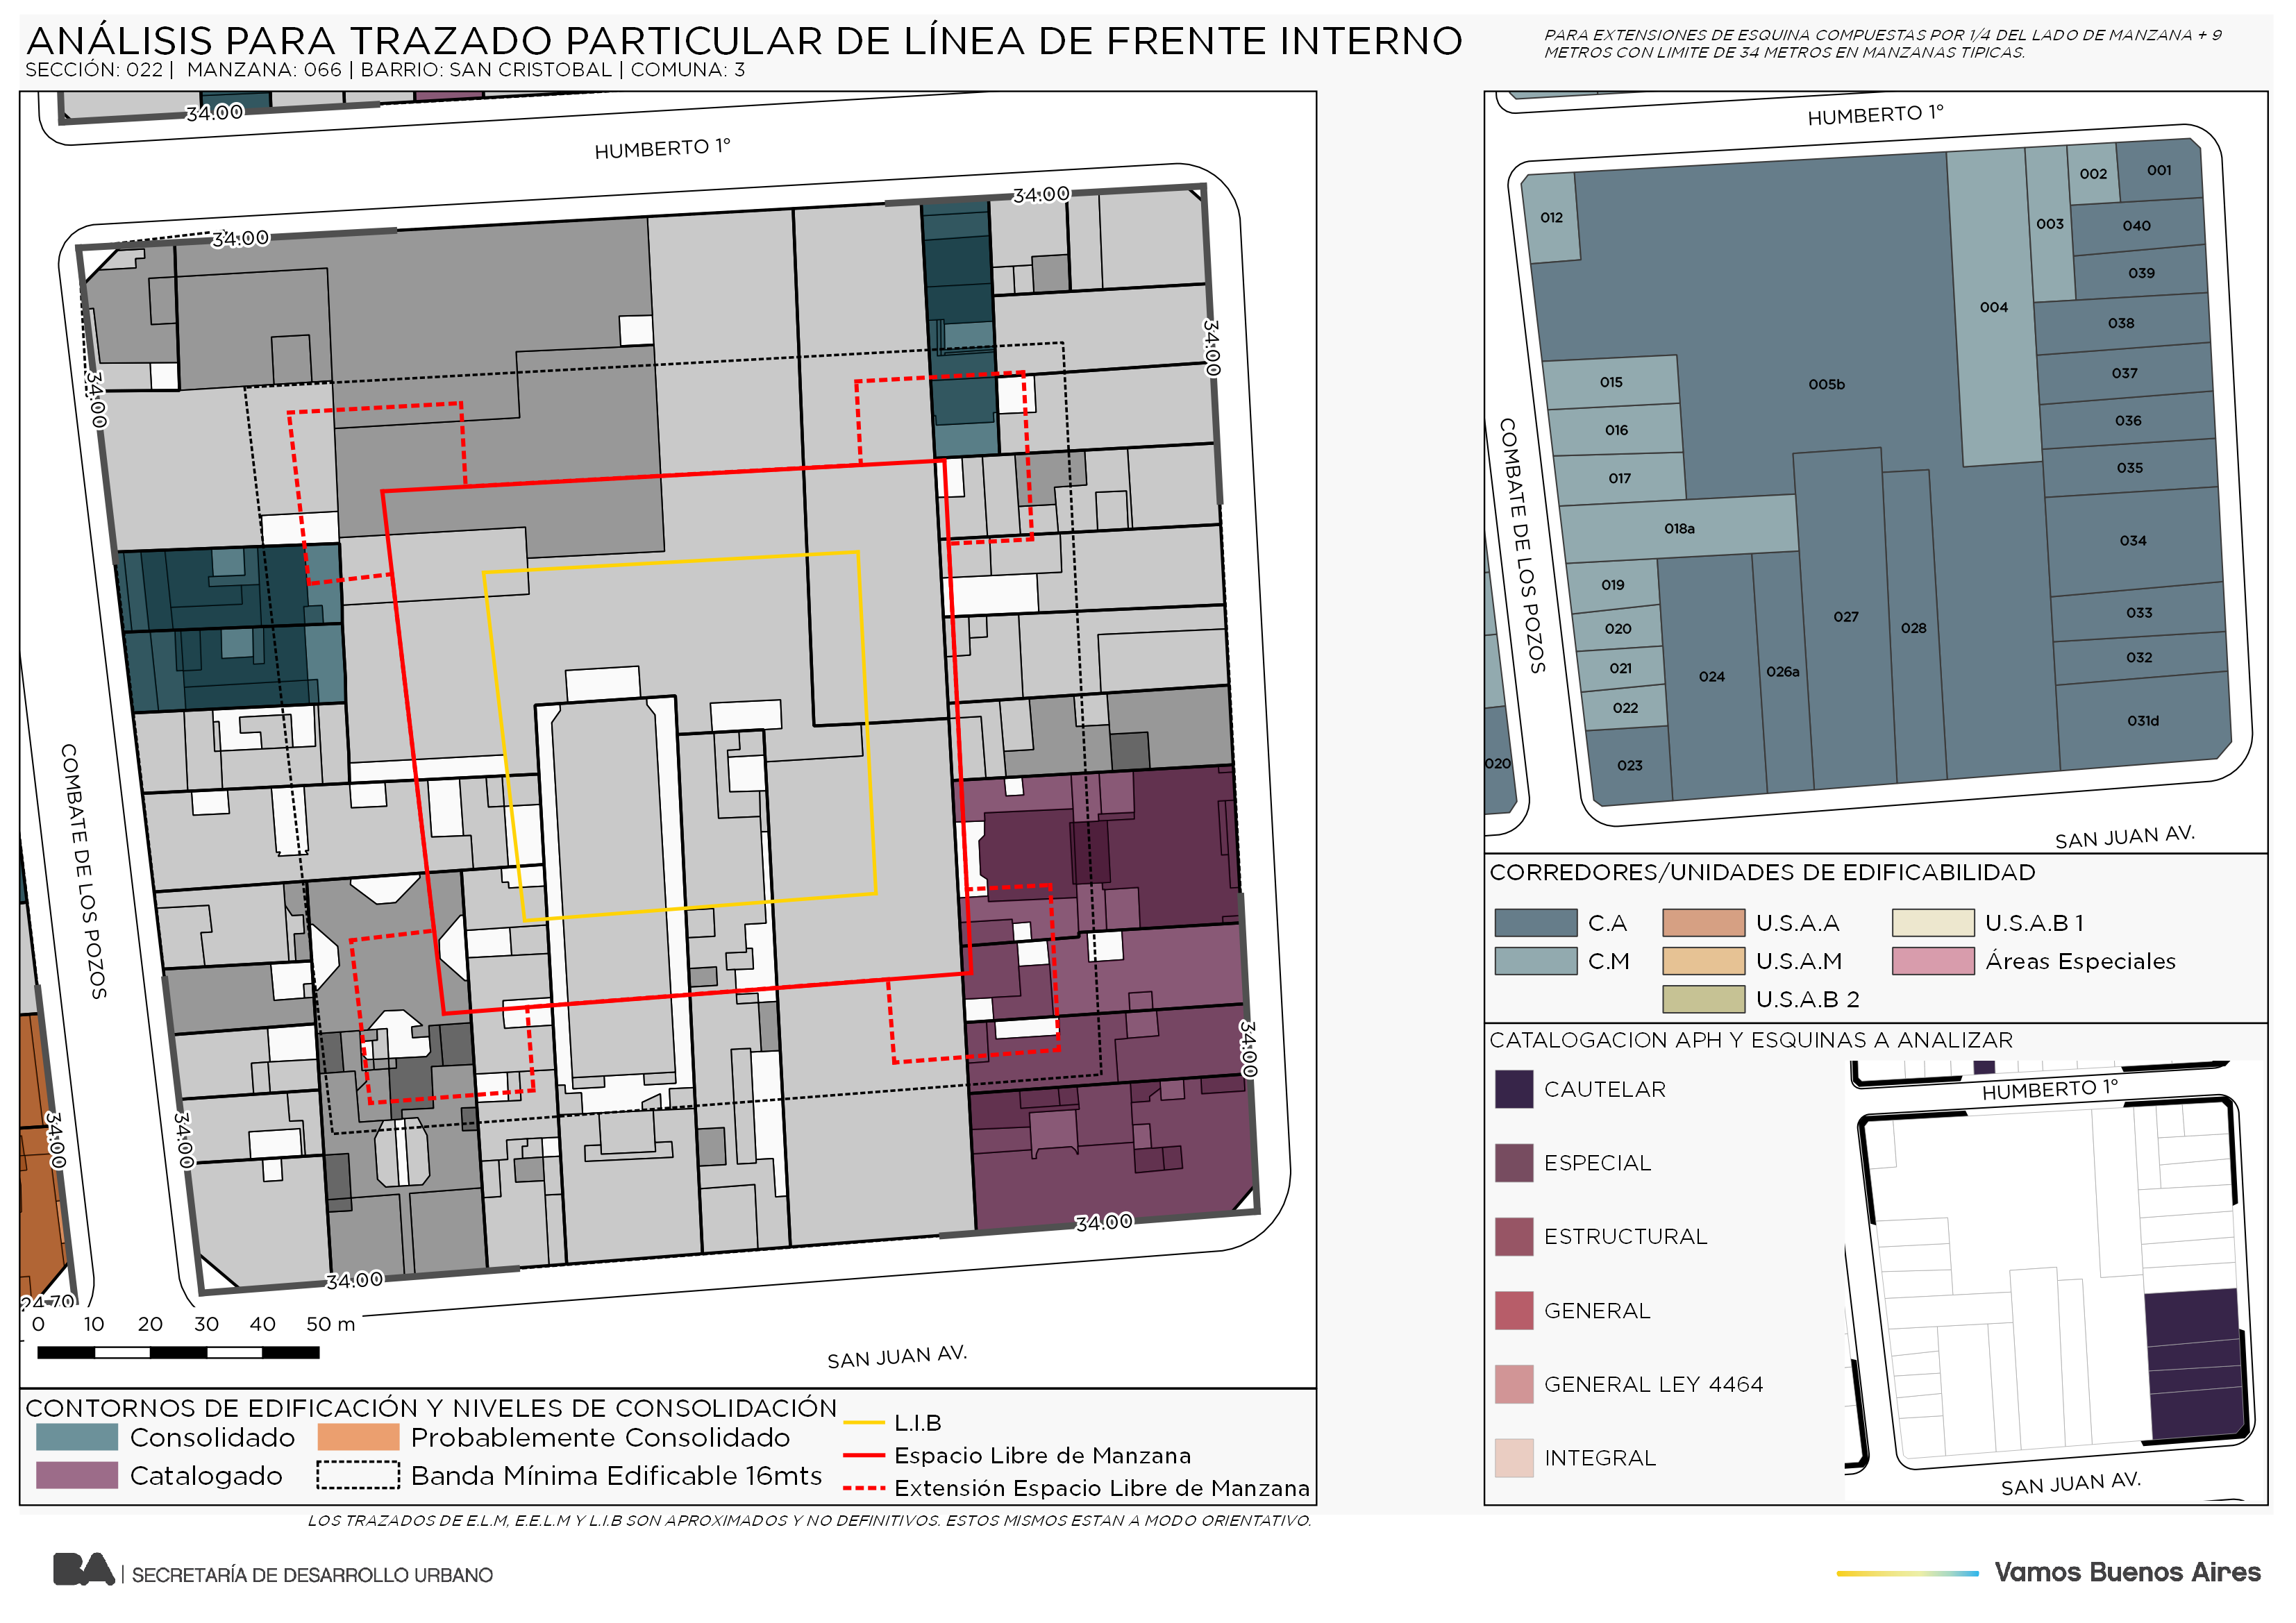 ANÁLISIS PARA TRAZADO PARTICULAR DE LÍNEA DE FRENTE INTERNO
SECCIÓN: 022 | MANZANA: 066 | BARRIO: SAN CRISTOBAL | COMUNA: 3
PARA EXTENSIONES DE ESQUINA COMPUESTAS POR 1/4 DEL LADO DE MANZANA + 9
METROS CON LIMITE DE 34 METROS EN MANZANAS TIPICAS.
34.00
HUMBERTO 1°
34.00
34.00
34.00
34.00
COMBATE DE LOS POZOS
34.00
34.00
34.00
34.00
34.00
24.70
0 10 20 30 40 50 m
SAN JUAN AV.
CONTORNOS DE EDIFICACIÓN Y NIVELES DE CONSOLIDACIÓN
Consolidado
Probablemente Consolidado
Catalogado
Banda Mínima Edificable 16mts
L.I.B
Espacio Libre de Manzana
Extensión Espacio Libre de Manzana
LOS TRAZADOS DE E.L.M, E.E.L.M Y L.I.B SON APROXIMADOS Y NO DEFINITIVOS. ESTOS MISMOS ESTAN A MODO ORIENTATIVO.
HUMBERTO 1°
012
002
001
003
040
039
004
038
015
005b
037
016
036
017
035
018a
034
019
027
033
020
028
032
021
024
026a
022
031d
023
020
COMBATE DE LOS POZOS
SAN JUAN AV.
CORREDORES/UNIDADES DE EDIFICABILIDAD
C.A
U.S.A.A
U.S.A.B 1
C.M
U.S.A.M
Áreas Especiales
U.S.A.B 2
CATALOGACION APH Y ESQUINAS A ANALIZAR
CAUTELAR
ESPECIAL
ESTRUCTURAL
GENERAL
GENERAL LEY 4464
INTEGRAL
HUMBERTO 1°
SAN JUAN AV.
BA | SECRETARÍA DE DESARROLLO URBANO
Vamos Buenos Aires